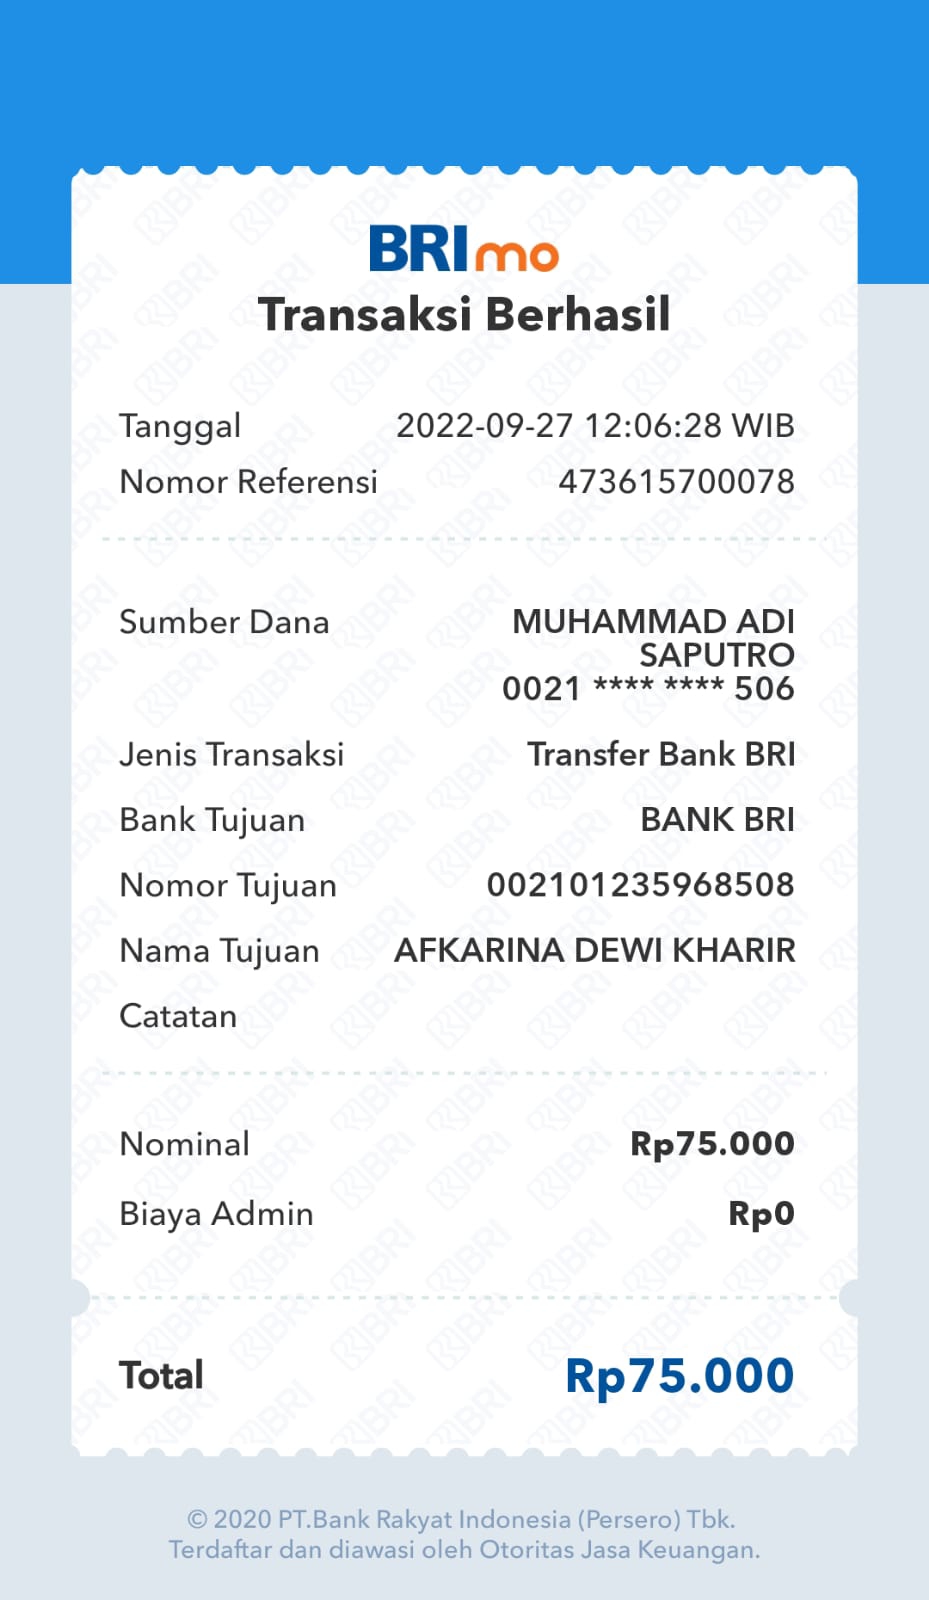 BRImo
Transaksi Berhasil
Tanggal 2022-09-27 12:06:28 WIB
Nomor Referensi 473615700078
Sumber Dana MUHAMMAD ADI
SAPUTRO
0021 **** **** 506
Jenis Transaksi Transfer Bank BRI
Bank Tujuan BANK BRI
Nomor Tujuan 002101235968508
Nama Tujuan AFKARINA DEWI KHARIR
Catatan
Nominal Rp75.000
Biaya Admin Rp0
Total Rp75.000
© 2020 PT.Bank Rakyat Indonesia (Persero) Tbk.
Terdaftar dan diawasi oleh Otoritas Jasa Keuangan.